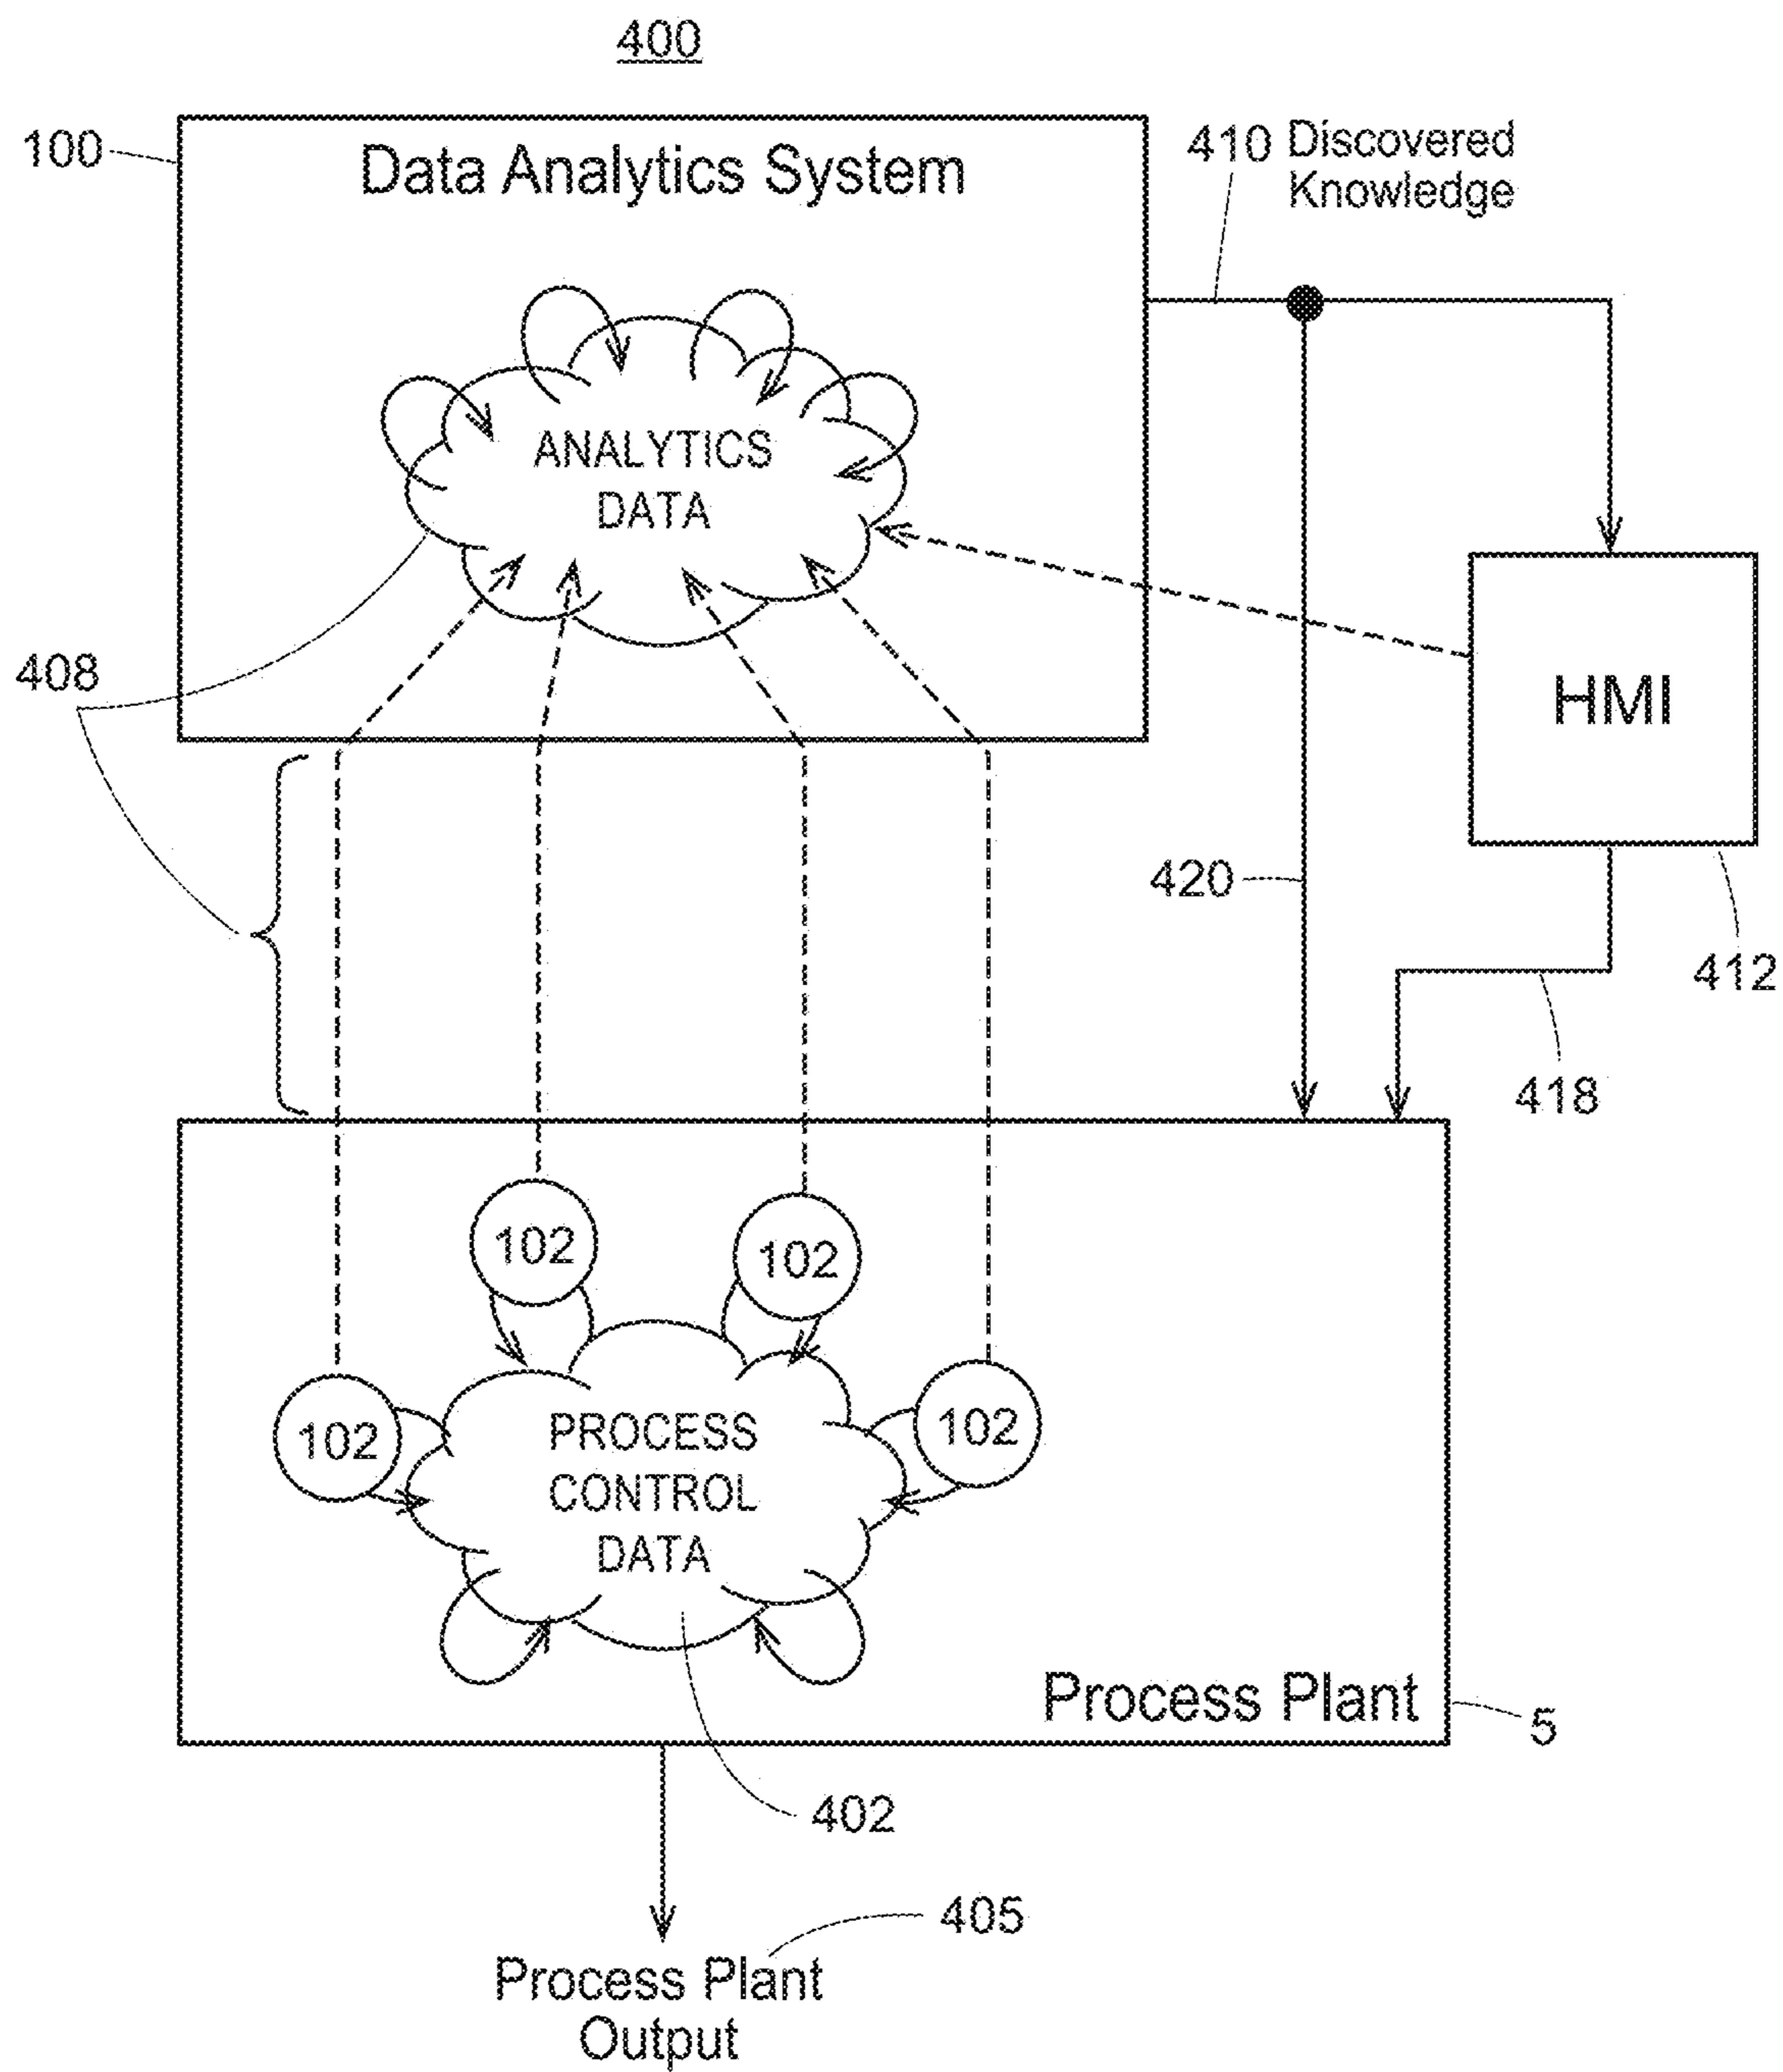 400
100
Data Analytics System
410 Discovered
Knowledge
ANALYTICS
DATA
408
HMI
420
412
418
102
102
102
102
PROCESS
CONTROL
DATA
Process Plant
5
402
405
Process Plant
Output